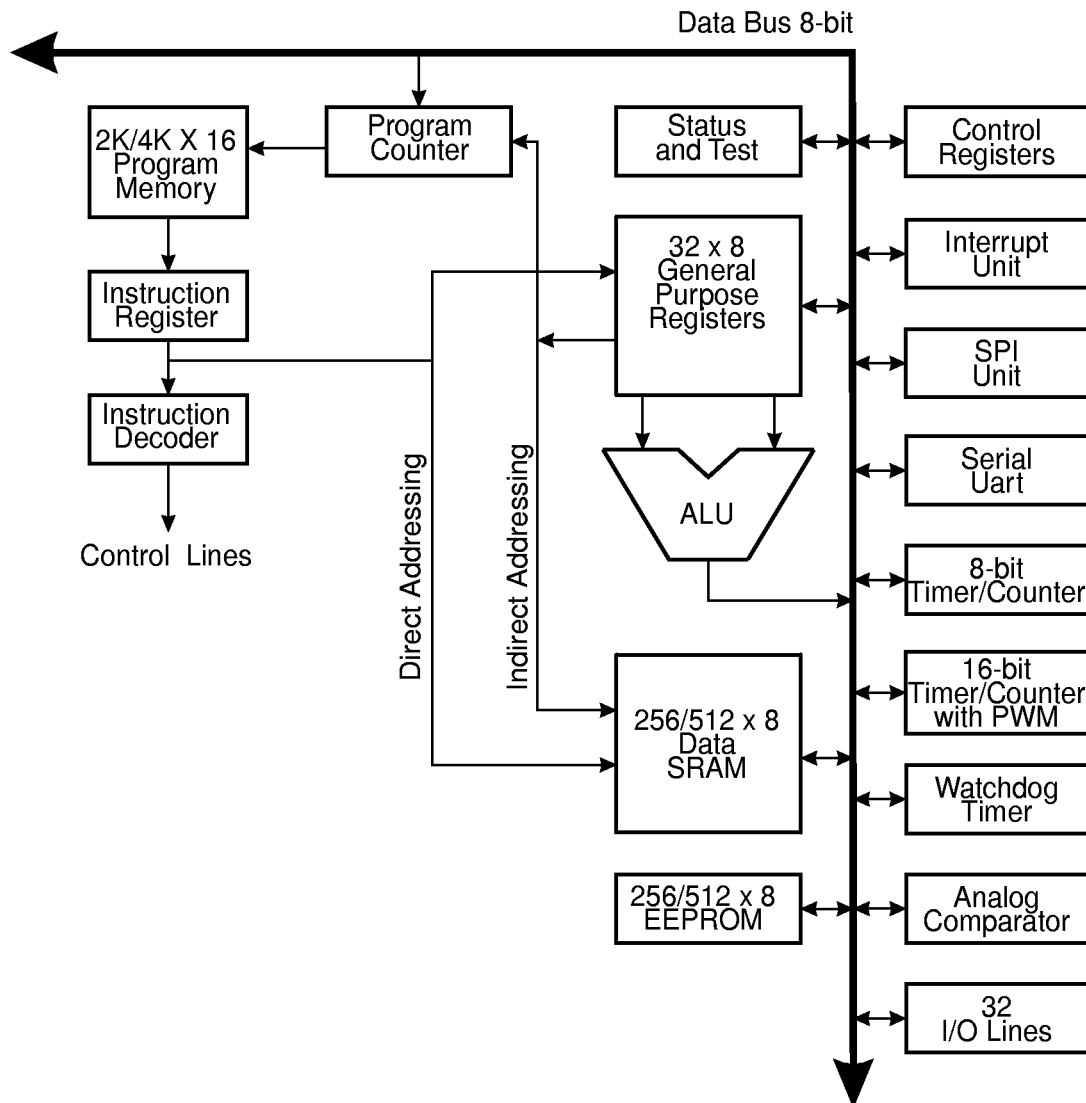 Data Bus 8-bit
2K/4K X 16
Program
Memory
Program
Counter
Status
and Test
Control
Registers
32 x 8
General
Purpose
Registers
Interrupt
Unit
Instruction
Register
SPI
Unit
Instruction
Decoder
Serial
Uart
ALU
Control Lines
Direct Addressing
Indirect Addressing
8-bit
Timer/Counter
16-bit
Timer/Counter
with PWM
256/512 x 8
Data
SRAM
Watchdog
Timer
256/512 x 8
EEPROM
Analog
Comparator
32
I/O Lines